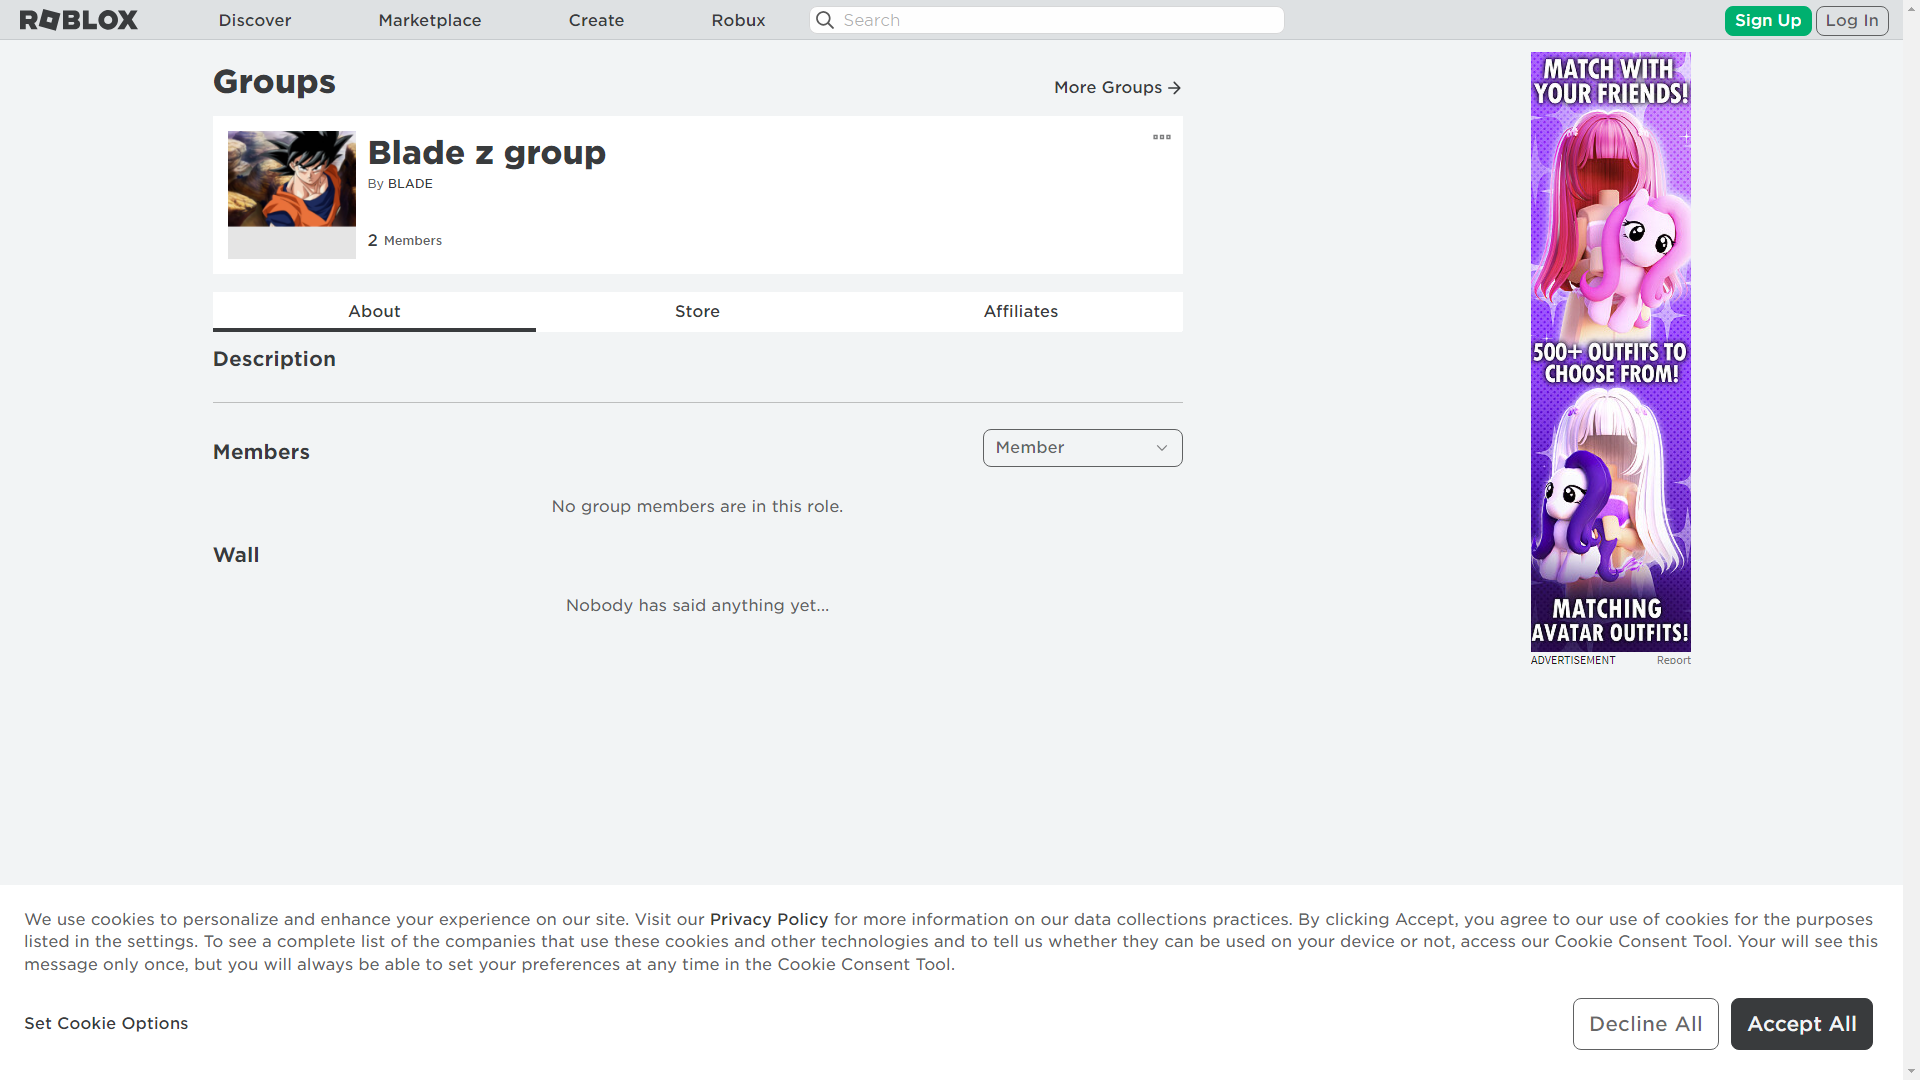 ROBLOX
Discover
Marketplace
Create
Robux
Search
Sign Up
Log In
Groups
More Groups
Blade z group
By BLADE
2 Members
About
Store
Affiliates
Description
Members
Member
No group members are in this role.
Wall
Nobody has said anything yet...
MATCH WITH
YOUR FRIENDS!
500+ OUTFITS TO
CHOOSE FROM!
MATCHING
AVATAR OUTFITS!
ADVERTISEMENT
Report
We use cookies to personalize and enhance your experience on our site. Visit our Privacy Policy for more information on our data collections practices. By clicking Accept, you agree to our use of cookies for the purposes
listed in the settings. To see a complete list of the companies that use these cookies and other technologies and to tell us whether they can be used on your device or not, access our Cookie Consent Tool. Your will see this
message only once, but you will always be able to set your preferences at any time in the Cookie Consent Tool.
Set Cookie Options
Decline All
Accept All